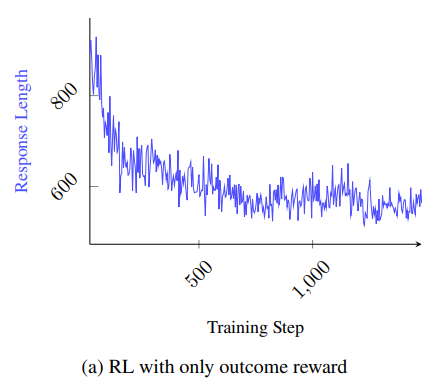 Response Length
800
600
500
1,000
Training Step
(a) RL with only outcome reward